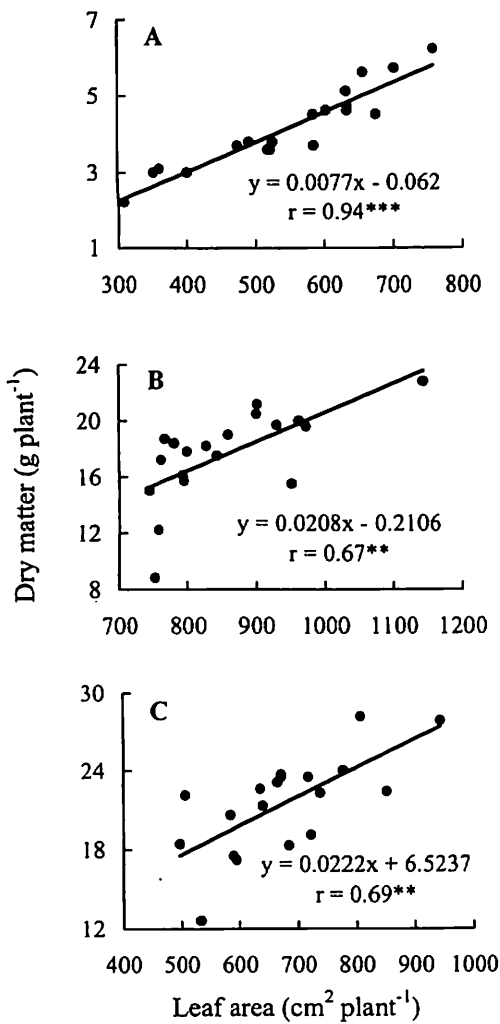 A
7
5
3
1
y = 0.0077x - 0.062
r = 0.94***
300 400 500 600 700 800
B
24
20
16
12
8
y = 0.0208x - 0.2106
r = 0.67**
700 800 900 1000 1100 1200
Dry matter (g plant⁻¹)
C
30
24
18
12
y = 0.0222x + 6.5237
r = 0.69**
400 500 600 700 800 900 1000
Leaf area (cm² plant⁻¹)